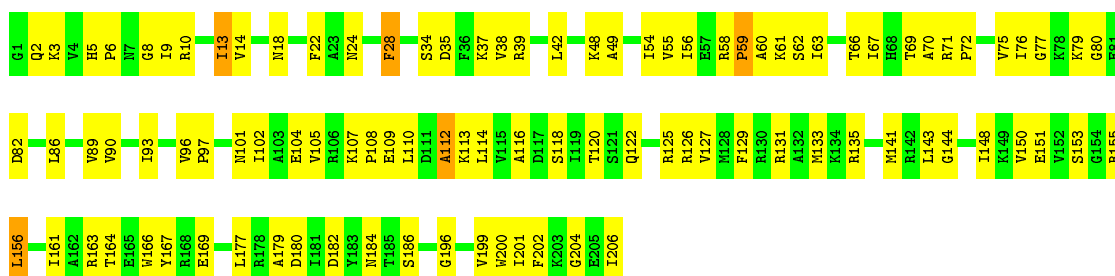 G1 Q2 K3 V4 H5 P6 N7 G8 I9 R10 I13 V14 N18 F22 A23 N24 F28 S34 D35 F36 K37 V38 R39 L42 K48 A49 I54 V55 I56 E57 R58 P59 A60 K61 S62 I63 T66 I67 H68 T69 A70 R71 P72 V75 I76 G77 K78 K79 G80 E81
D82 L86 V89 V90 I93 V96 P97 N101 I102 A103 E104 V105 R106 K107 P108 E109 L110 D111 A112 K113 L114 V115 A116 D117 S118 I119 T120 S121 Q122 R125 R126 V127 M128 F129 R130 R131 A132 M133 K134 R135 M141 R142 L143 G144 I148 K149 V150 E151 V152 S153 G154 R155
L156 I161 A162 R163 T164 E165 W166 Y167 R168 E169 L177 R178 A179 D180 I181 D182 Y183 N184 T185 S186 G196 V199 W200 I201 F202 K203 G204 E205 I206